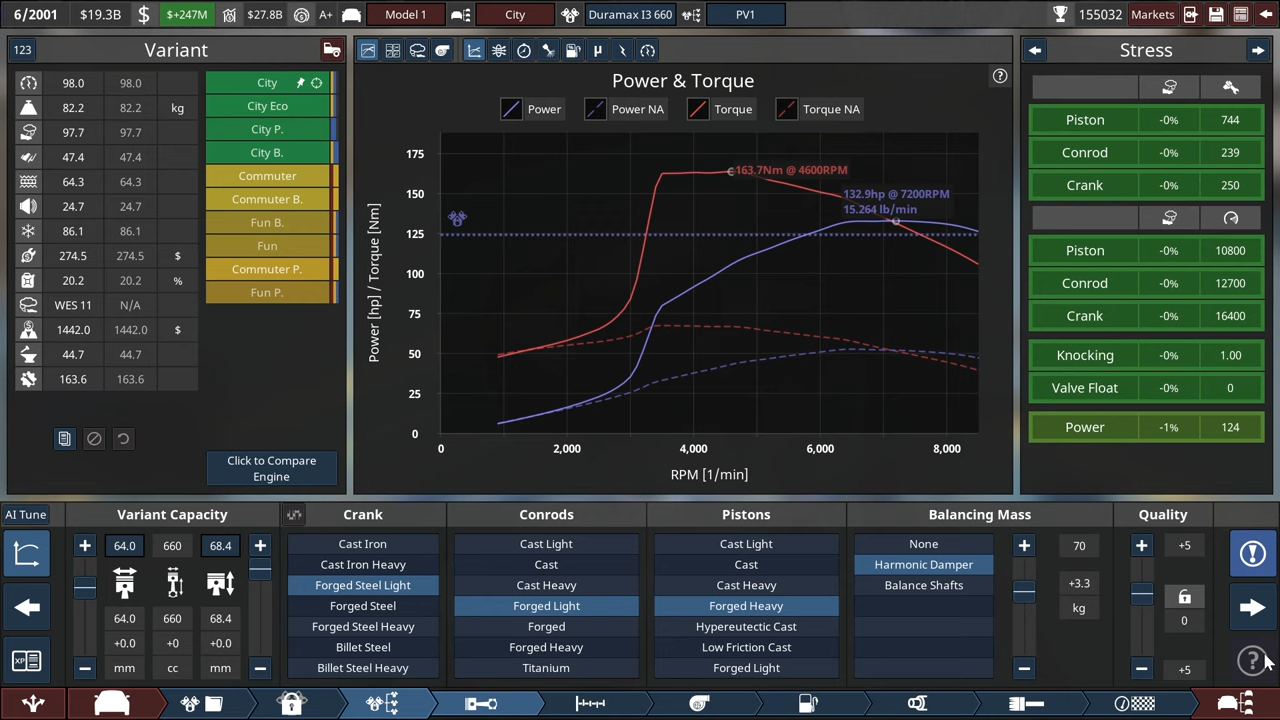 6/2001 $19.3B $ $+247M $27.8B A+ Model 1 City Duramax I3 660 PV1 155032 Markets
123 Variant
98.0 98.0
82.2 82.2 kg
97.7 97.7
47.4 47.4
64.3 64.3
24.7 24.7
86.1 86.1
274.5 274.5 $
20.2 20.2 %
WES 11 N/A
1442.0 1442.0 $
44.7 44.7
163.6 163.6
City
City Eco
City P.
City B.
Commuter
Commuter B.
Fun B.
Fun
Commuter P.
Fun P.
Click to Compare
Engine
Power & Torque
Power Power NA Torque Torque NA
Power [hp] / Torque [Nm]
175
150
125
100
75
50
25
0
163.7Nm @ 4600RPM
132.9hp @ 7200RPM
15.264 lb/min
0 2,000 4,000 6,000 8,000
RPM [1/min]
?
Stress
Piston -0% 744
Conrod -0% 239
Crank -0% 250
Piston -0% 10800
Conrod -0% 12700
Crank -0% 16400
Knocking -0% 1.00
Valve Float -0% 0
Power -1% 124
AI Tune
XP
Variant Capacity
+ 64.0 660 68.4 +
64.0 660 68.4
+0.0 +0 +0.0
- mm cc mm -
Crank
Cast Iron
Cast Iron Heavy
Forged Steel Light
Forged Steel
Forged Steel Heavy
Billet Steel
Billet Steel Heavy
Conrods
Cast Light
Cast
Cast Heavy
Forged Light
Forged
Forged Heavy
Titanium
Pistons
Cast Light
Cast
Cast Heavy
Forged Heavy
Hypereutectic Cast
Low Friction Cast
Forged Light
Balancing Mass
None
Harmonic Damper
Balance Shafts
+ 70
+3.3
kg
-
Quality
+ +5
0
- +5
?